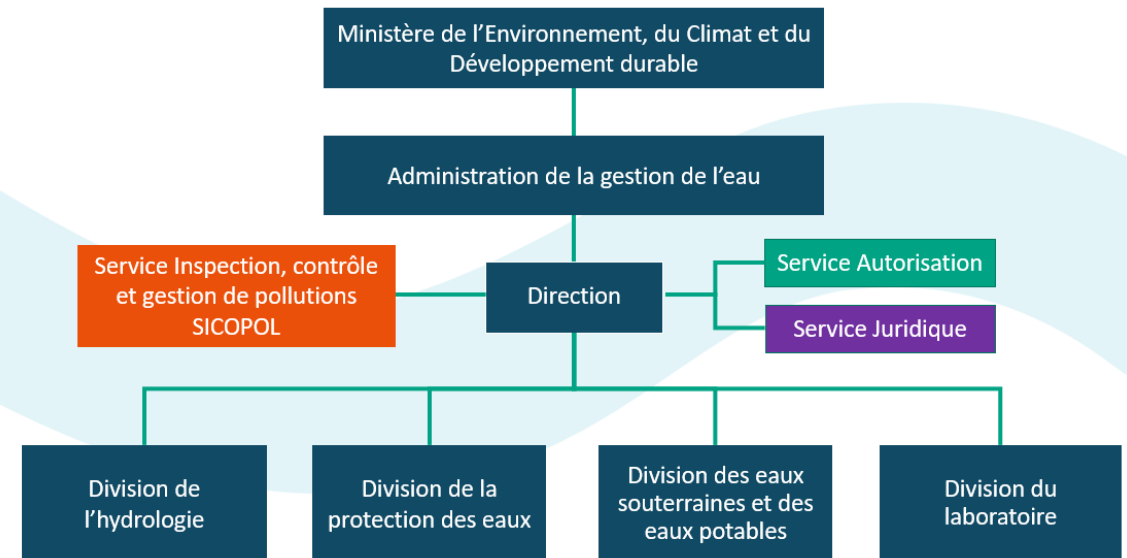 Ministère de l’Environnement, du Climat et du
Développement durable
Administration de la gestion de l’eau
Service Inspection, contrôle
et gestion de pollutions
SICOPOL
Direction
Service Autorisation
Service Juridique
Division de
l’hydrologie
Division de la
protection des eaux
Division des eaux
souterraines et des
eaux potables
Division du
laboratoire